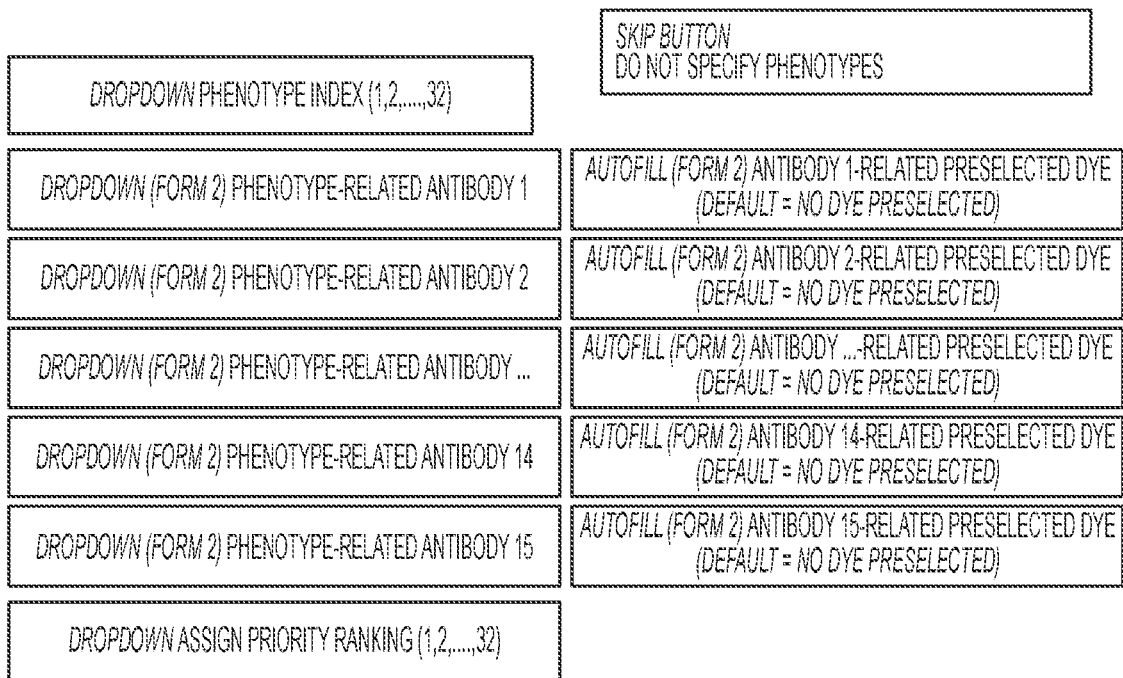 SKIP BUTTON
DO NOT SPECIFY PHENOTYPES
DROPDOWN PHENOTYPE INDEX (1,2,....,32)
DROPDOWN (FORM 2) PHENOTYPE-RELATED ANTIBODY 1
AUTOFILL (FORM 2) ANTIBODY 1-RELATED PRESELECTED DYE
(DEFAULT = NO DYE PRESELECTED)
DROPDOWN (FORM 2) PHENOTYPE-RELATED ANTIBODY 2
AUTOFILL (FORM 2) ANTIBODY 2-RELATED PRESELECTED DYE
(DEFAULT = NO DYE PRESELECTED)
DROPDOWN (FORM 2) PHENOTYPE-RELATED ANTIBODY ...
AUTOFILL (FORM 2) ANTIBODY ...-RELATED PRESELECTED DYE
(DEFAULT = NO DYE PRESELECTED)
DROPDOWN (FORM 2) PHENOTYPE-RELATED ANTIBODY 14
AUTOFILL (FORM 2) ANTIBODY 14-RELATED PRESELECTED DYE
(DEFAULT = NO DYE PRESELECTED)
DROPDOWN (FORM 2) PHENOTYPE-RELATED ANTIBODY 15
AUTOFILL (FORM 2) ANTIBODY 15-RELATED PRESELECTED DYE
(DEFAULT = NO DYE PRESELECTED)
DROPDOWN ASSIGN PRIORITY RANKING (1,2,....,32)